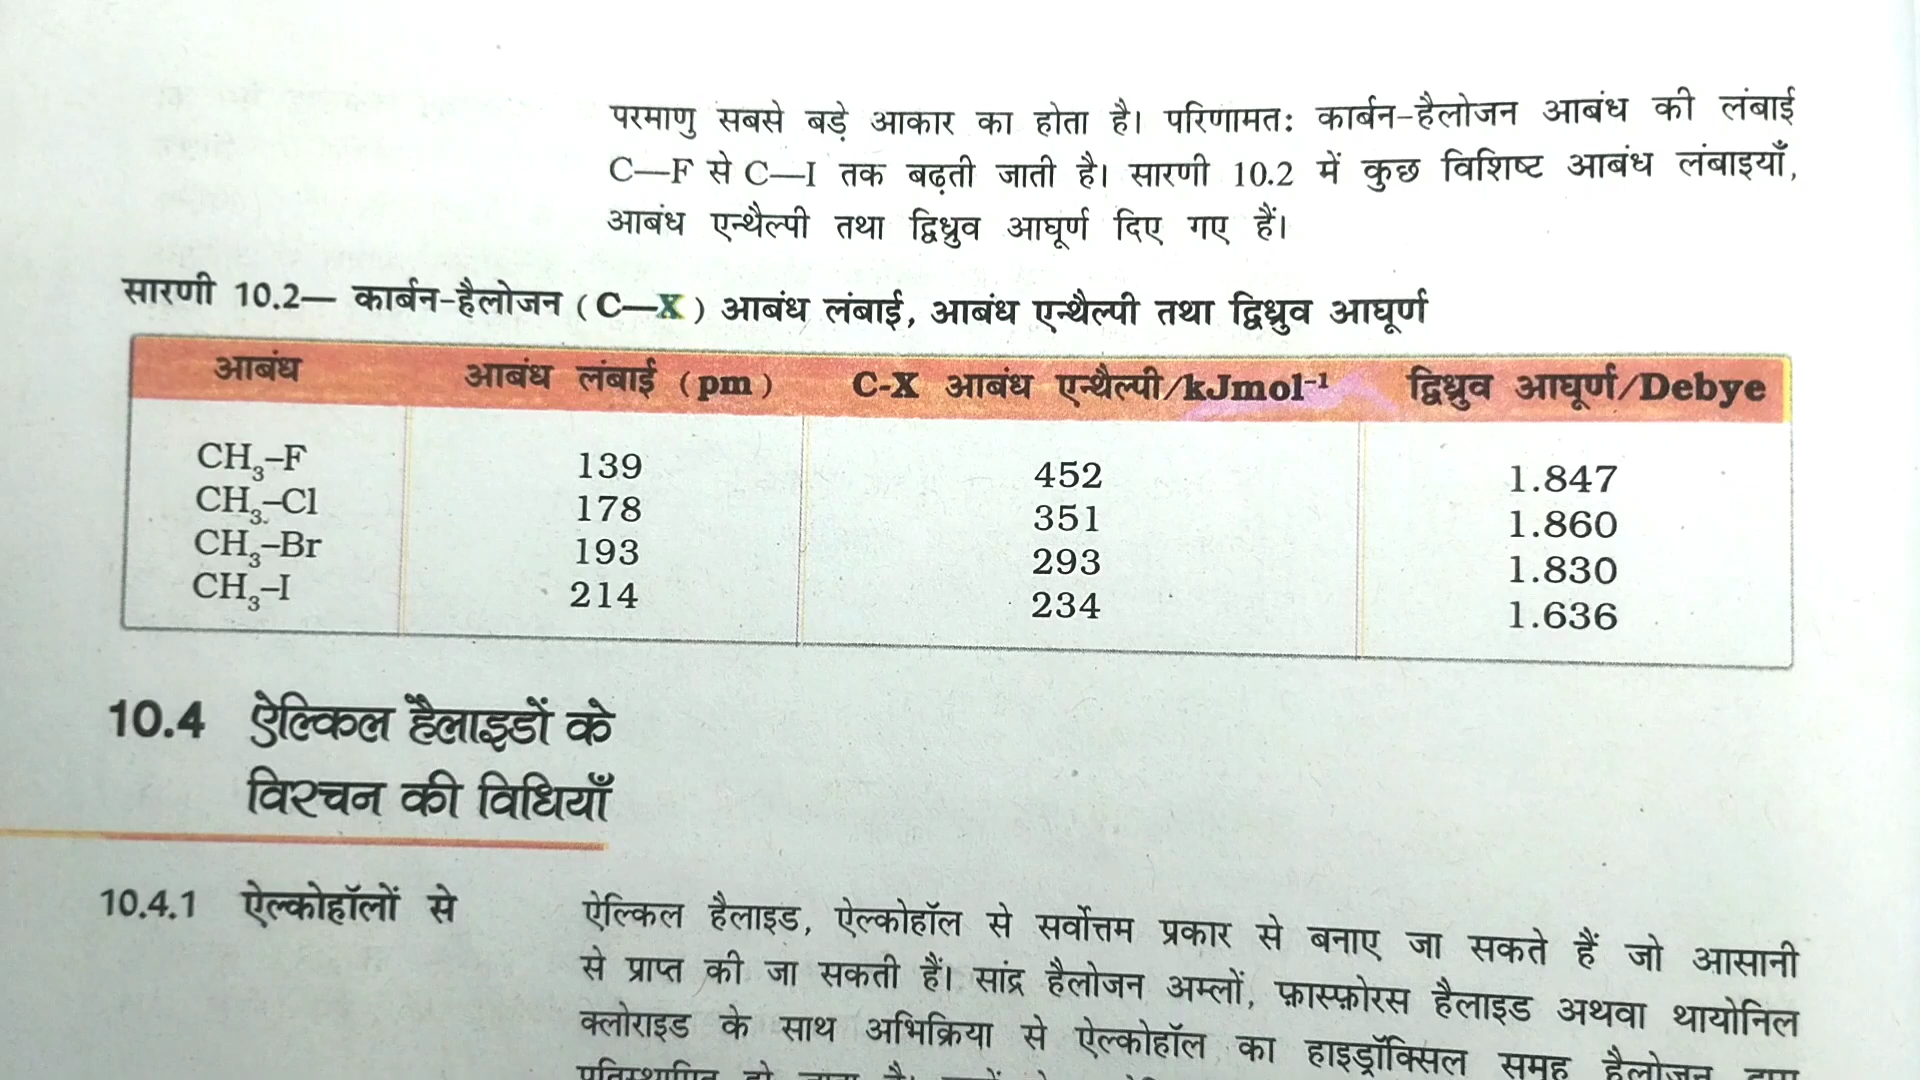 परमाणु सबसे बड़े आकार का होता है। परिणामतः कार्बन-हैलोजन आबंध की लंबाई
C—F से C—I तक बढ़ती जाती है। सारणी 10.2 में कुछ विशिष्ट आबंध लंबाइयाँ,
आबंध एन्थैल्पी तथा द्विध्रुव आघूर्ण दिए गए हैं।
सारणी 10.2— कार्बन-हैलोजन (C—X) आबंध लंबाई, आबंध एन्थैल्पी तथा द्विध्रुव आघूर्ण
आबंध आबंध लंबाई (pm) C-X आबंध एन्थैल्पी/kJmol⁻¹ द्विध्रुव आघूर्ण/Debye
CH₃–F 139 452 1.847
CH₃–Cl 178 351 1.860
CH₃–Br 193 293 1.830
CH₃–I 214 234 1.636
10.4 ऐल्किल हैलाइडों के
विरचन की विधियाँ
10.4.1 ऐल्कोहॉलों से
ऐल्किल हैलाइड, ऐल्कोहॉल से सर्वोत्तम प्रकार से बनाए जा सकते हैं जो आसानी
से प्राप्त की जा सकती हैं। सांद्र हैलोजन अम्लों, फ़ास्फ़ोरस हैलाइड अथवा थायोनिल
क्लोराइड के साथ अभिक्रिया से ऐल्कोहॉल का हाइड्रॉक्सिल समूह हैलोजन